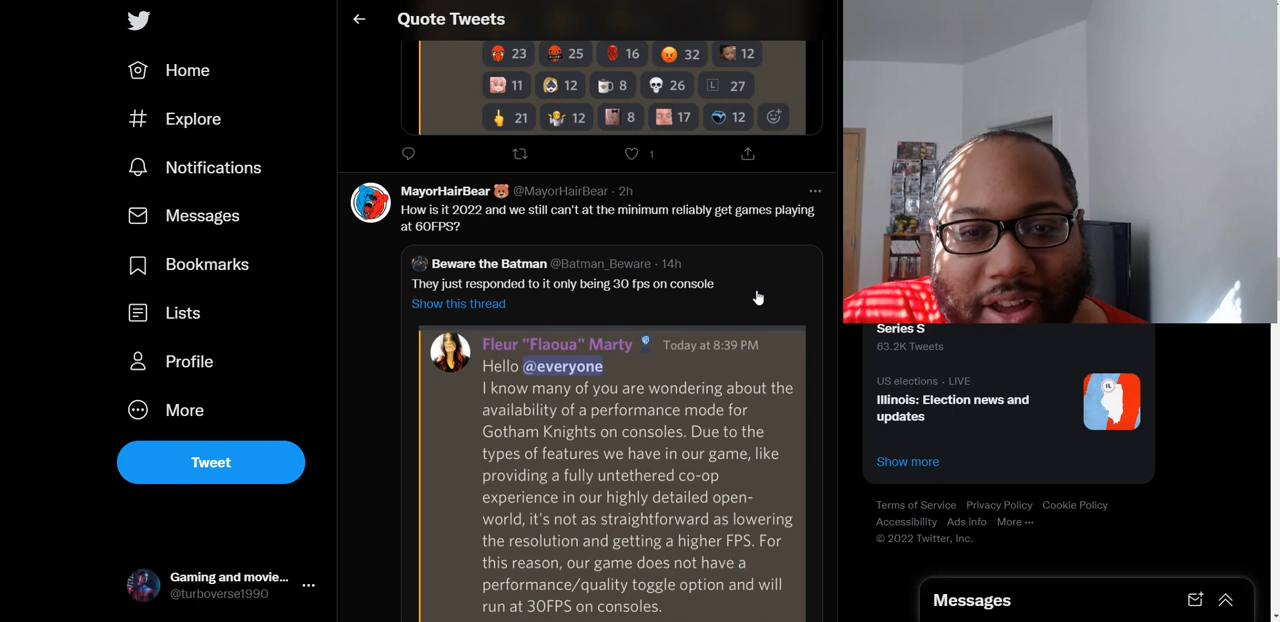 Quote Tweets
Home
Explore
Notifications
Messages
Bookmarks
Lists
Profile
More
Tweet
Gaming and movie...
@turboverse1990
23 25 16 32 12
11 12 8 26 L 27
21 12 8 17 12
1
MayorHairBear @MayorHairBear · 2h
How is it 2022 and we still can't at the minimum reliably get games playing
at 60FPS?
Beware the Batman @Batman_Beware · 14h
They just responded to it only being 30 fps on console
Show this thread
Fleur "Flaoua" Marty Today at 8:39 PM
Hello @everyone
I know many of you are wondering about the
availability of a performance mode for
Gotham Knights on consoles. Due to the
types of features we have in our game, like
providing a fully untethered co-op
experience in our highly detailed open-
world, it's not as straightforward as lowering
the resolution and getting a higher FPS. For
this reason, our game does not have a
performance/quality toggle option and will
run at 30FPS on consoles.
Series S
63.2K Tweets
US elections · LIVE
Illinois: Election news and
updates
IL
Show more
Terms of Service Privacy Policy Cookie Policy
Accessibility Ads info More ···
© 2022 Twitter, Inc.
Messages